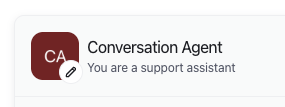 CA
Conversation Agent
You are a support assistant